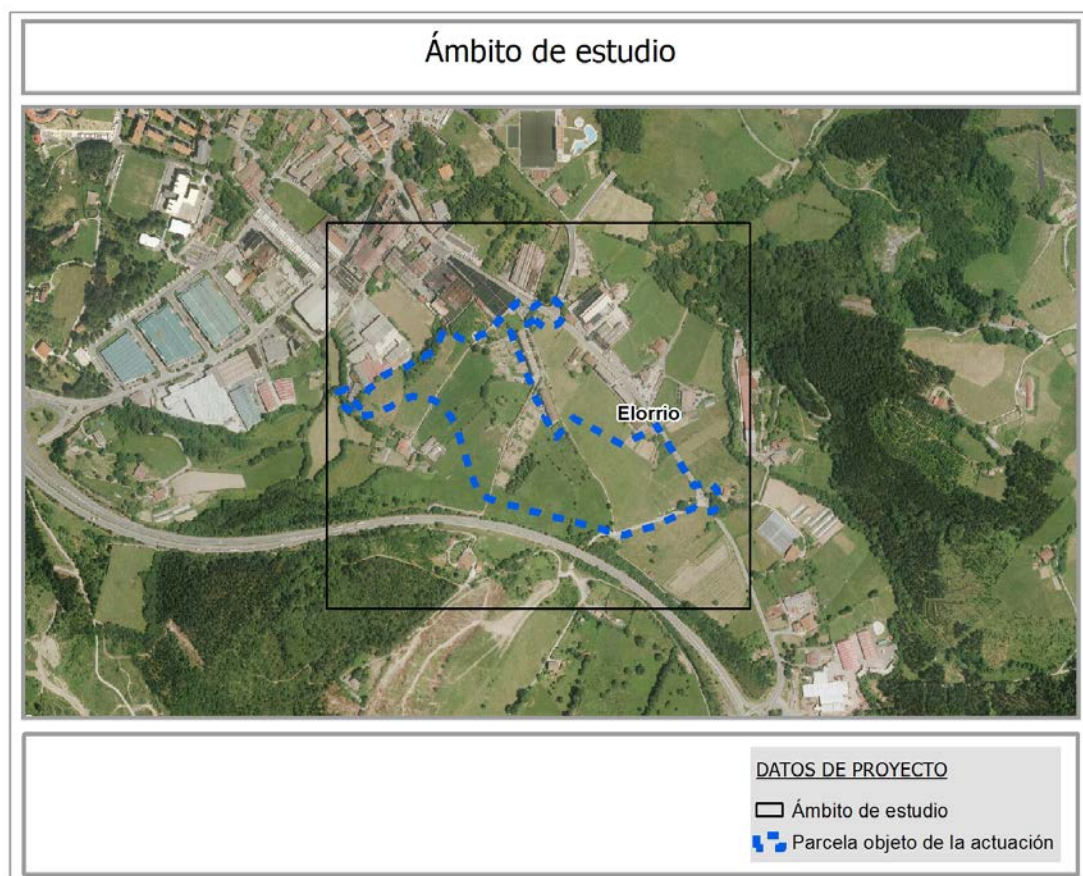 Ámbito de estudio
Elorrio
DATOS DE PROYECTO
Ámbito de estudio
Parcela objeto de la actuación